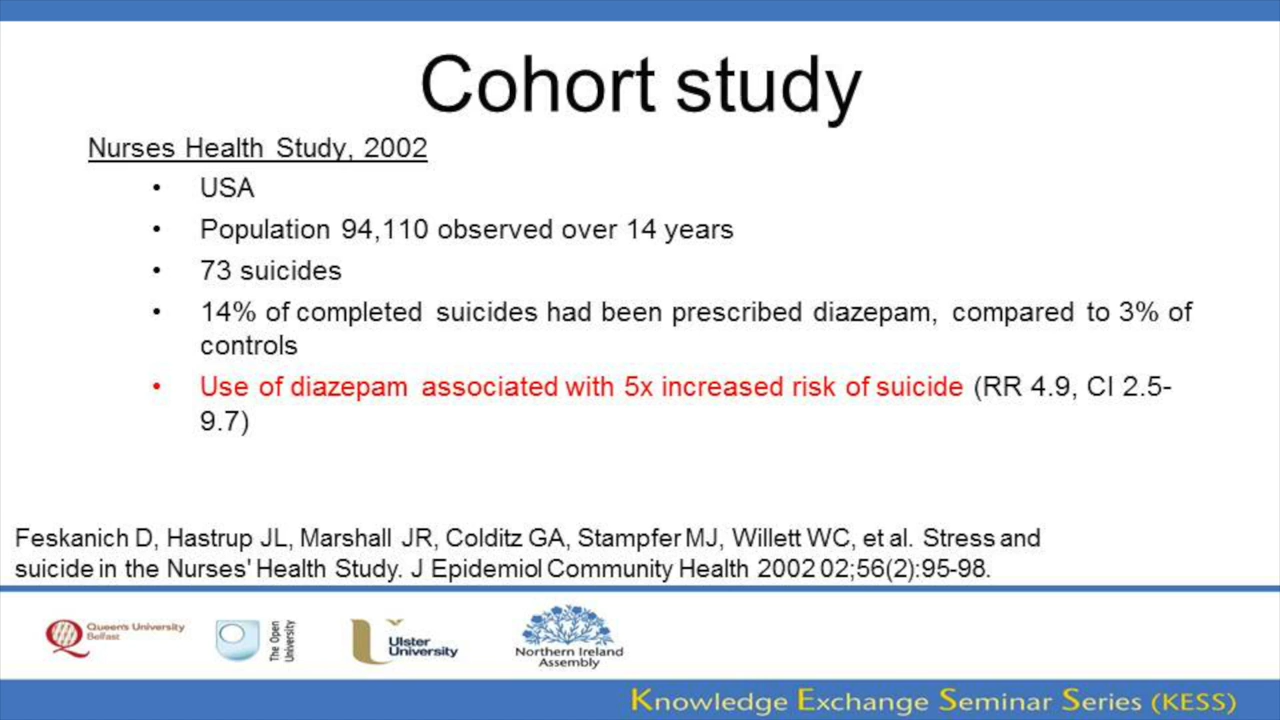 Cohort study
Nurses Health Study, 2002
• USA
• Population 94,110 observed over 14 years
• 73 suicides
• 14% of completed suicides had been prescribed diazepam, compared to 3% of
controls
• Use of diazepam associated with 5x increased risk of suicide (RR 4.9, CI 2.5-
9.7)
Feskanich D, Hastrup JL, Marshall JR, Colditz GA, Stampfer MJ, Willett WC, et al. Stress and
suicide in the Nurses' Health Study. J Epidemiol Community Health 2002 02;56(2):95-98.
Queen's University
Belfast
The Open
University
Ulster
University
Northern Ireland
Assembly
Knowledge Exchange Seminar Series (KESS)